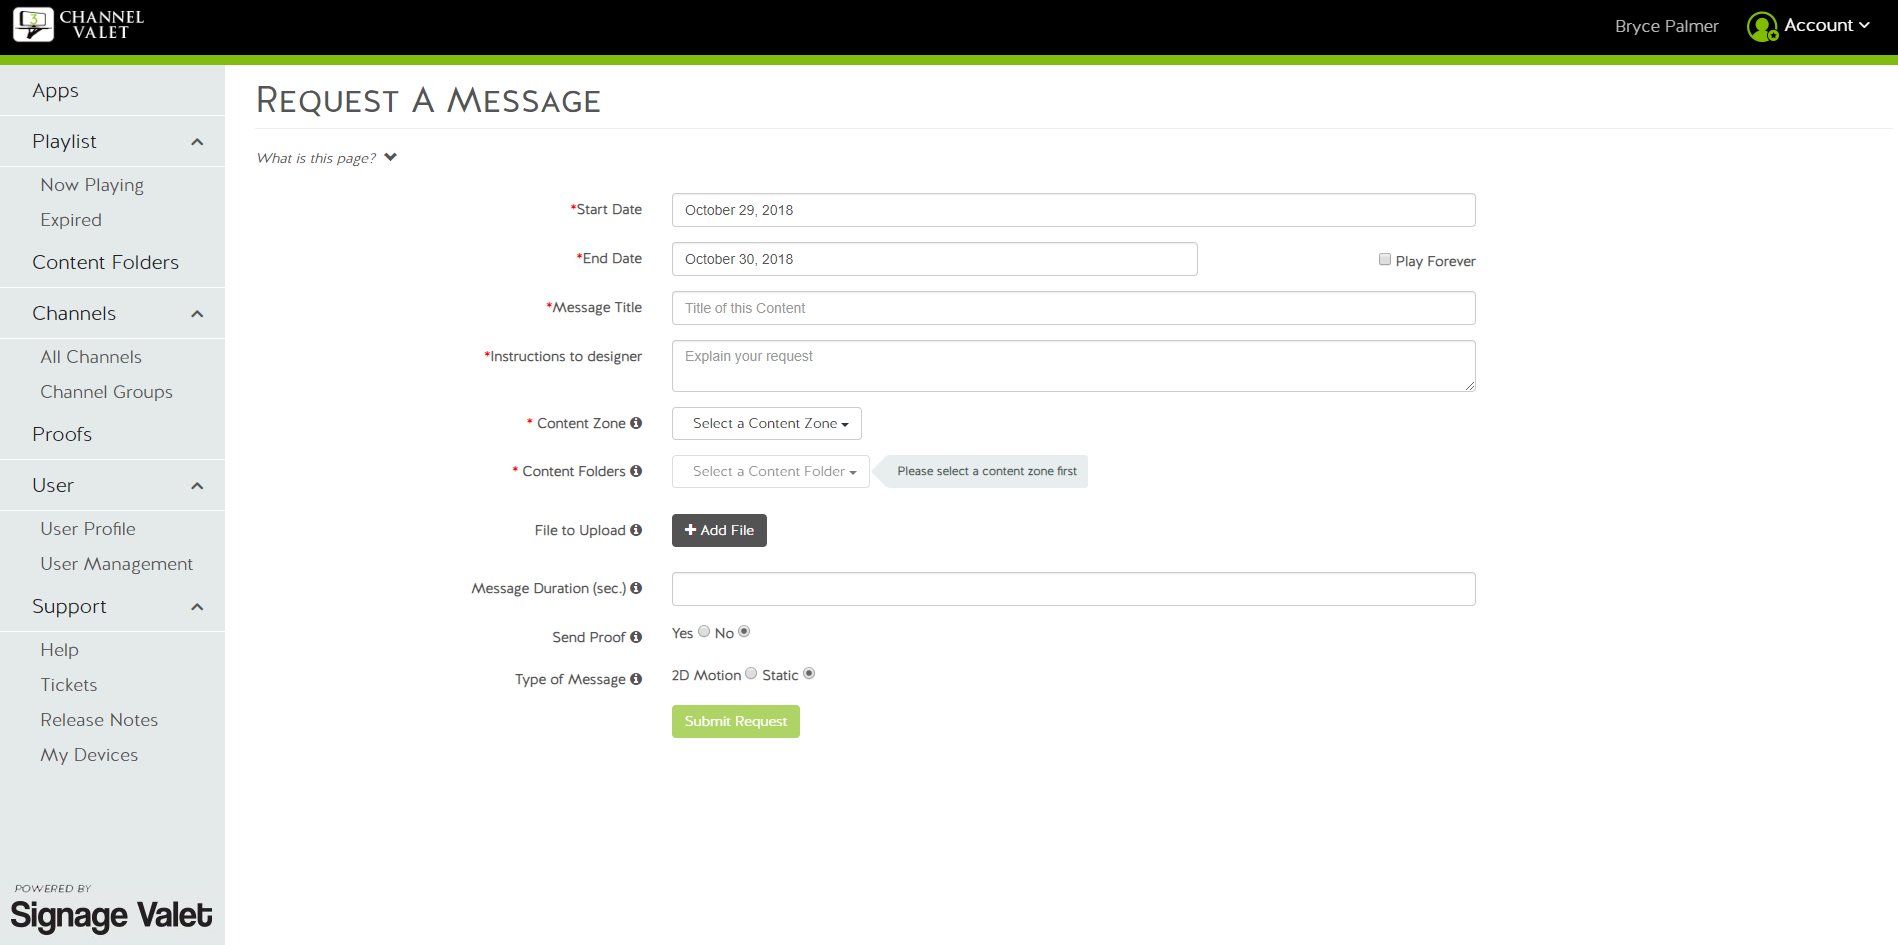 3
CHANNEL
VALET
Bryce Palmer
Account
Apps
Playlist
Now Playing
Expired
Content Folders
Channels
All Channels
Channel Groups
Proofs
User
User Profile
User Management
Support
Help
Tickets
Release Notes
My Devices
POWERED BY
Signage Valet
REQUEST A MESSAGE
What is this page?
*Start Date October 29, 2018
*End Date October 30, 2018 Play Forever
*Message Title Title of this Content
*Instructions to designer Explain your request
* Content Zone Select a Content Zone
* Content Folders Select a Content Folder Please select a content zone first
File to Upload + Add File
Message Duration (sec.)
Send Proof Yes No
Type of Message 2D Motion Static
Submit Request